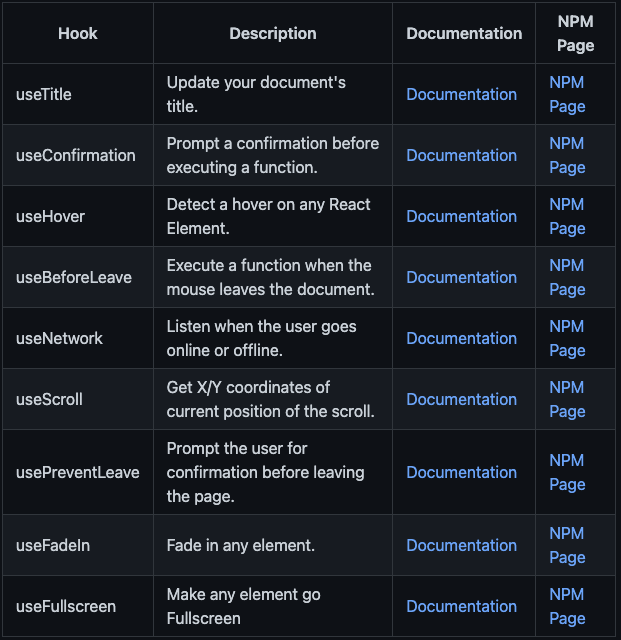 Hook Description Documentation NPM Page
useTitle Update your document's title. Documentation NPM Page
useConfirmation Prompt a confirmation before executing a function. Documentation NPM Page
useHover Detect a hover on any React Element. Documentation NPM Page
useBeforeLeave Execute a function when the mouse leaves the document. Documentation NPM Page
useNetwork Listen when the user goes online or offline. Documentation NPM Page
useScroll Get X/Y coordinates of current position of the scroll. Documentation NPM Page
usePreventLeave Prompt the user for confirmation before leaving the page. Documentation NPM Page
useFadeIn Fade in any element. Documentation NPM Page
useFullscreen Make any element go Fullscreen Documentation NPM Page